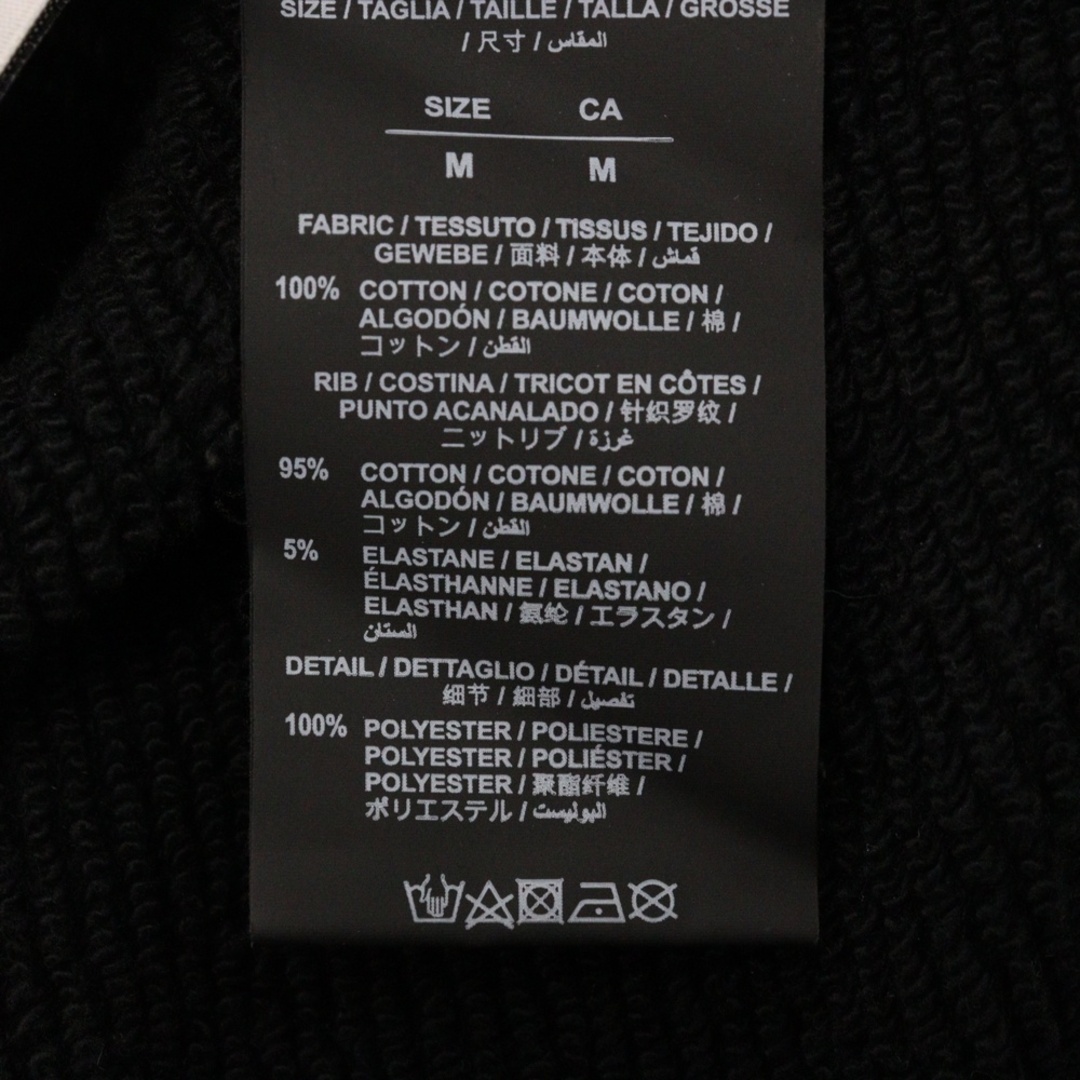 SIZE / TAGLIA / TAILLE / TALLA / GROSSE
/ 尺寸 / المقاس
SIZE CA
M M
FABRIC / TESSUTO / TISSUS / TEJIDO /
GEWEBE / 面料 / 本体 / قماش
100% COTTON / COTONE / COTON /
ALGODÓN / BAUMWOLLE / 棉 /
コットン / القطن
RIB / COSTINA / TRICOT EN CÔTES /
PUNTO ACANALADO / 针织罗纹 /
ニットリブ / غرزة
95% COTTON / COTONE / COTON /
ALGODÓN / BAUMWOLLE / 棉 /
コットン / القطن
5% ELASTANE / ELASTAN /
ÉLASTHANNE / ELASTANO /
ELASTHAN / 氨纶 / エラスタン /
الستان
DETAIL / DETTAGLIO / DÉTAIL / DETALLE /
细节 / 細部 / تفصيل
100% POLYESTER / POLIESTERE /
POLYESTER / POLIÉSTER /
POLYESTER / 聚酯纤维 /
ポリエステル / البوليست